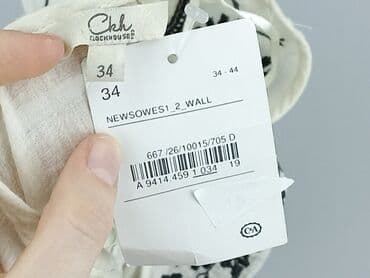 Ckh
CLOCKHOUSE
34
34 - 44
34
NEWSOWES1_2_WALL
667 /26/10015/705 D
A 9414 459 1 034 19
C&A